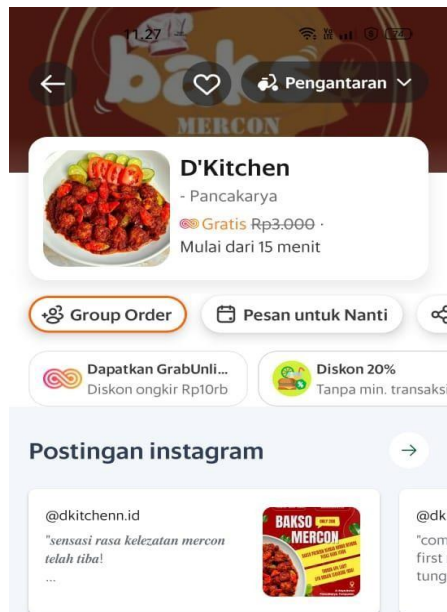 11.27
bakso
MERCON
Pengantaran
D'Kitchen
- Pancakarya
Gratis Rp3.000 ·
Mulai dari 15 menit
Group Order
Pesan untuk Nanti
Dapatkan GrabUnli...
Diskon ongkir Rp10rb
Diskon 20%
Tanpa min. transaksi
Postingan instagram
@dkitchenn.id
"sensasi rasa kelezatan mercon
telah tiba!
...
BAKSO
MERCON
@dk
"com
first
tung